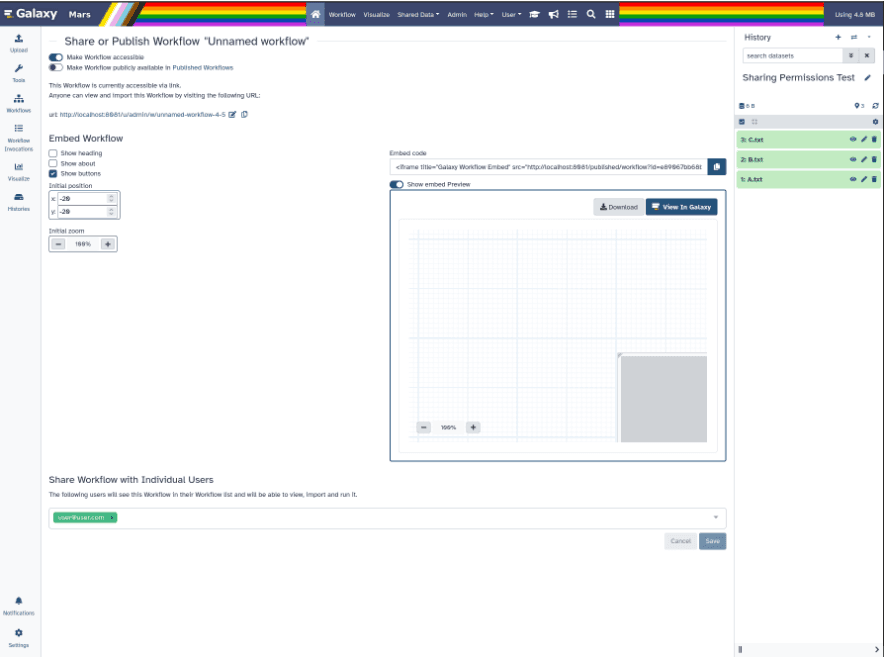 Galaxy Mars
Workflow Visualize Shared Data Admin Help User
Using 4.6 MB
Upload
Tools
Workflows
Workflow
Invocations
Visualize
Histories
Notifications
Settings
Share or Publish Workflow "Unnamed workflow"
Make Workflow accessible
Make Workflow publicly available in Published Workflows
This Workflow is currently accessible via link.
Anyone can view and import this Workflow by visiting the following URL:
url: http://localhost:8081/u/admin/w/unnamed-workflow-4-5
Embed Workflow
Show heading
Show about
Show buttons
Initial position
x: -20
y: -20
Initial zoom
100%
Embed code
<iframe title="Galaxy Workflow Embed" src="http://localhost:8081/published/workflow?id=
Show embed Preview
Download
View In Galaxy
100%
Share Workflow with Individual Users
The following users will see this Workflow in their Workflow list and will be able to view, import and run it.
user@user.com
Cancel
Save
History
search datasets
Sharing Permissions Test
6 B
3
3: C.txt
2: B.txt
1: A.txt